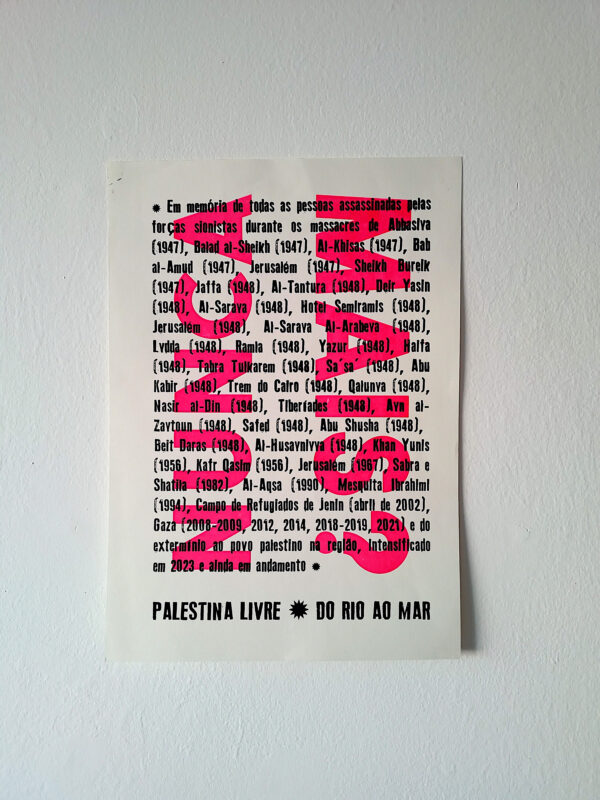 ✹ Em memória de todas as pessoas assassinadas pelas
forças sionistas durante os massacres de Abbasiya
(1947), Balad al-Sheikh (1947), Al-Khisas (1947), Bab
al-Amud (1947), Jerusalém (1947), Sheikh Bureik
(1947), Jaffa (1948), Al-Tantura (1948), Deir Yasin
(1948), Al-Saraya (1948), Hotel Semiramis (1948),
Jerusalém (1948), Al-Saraya Al-Arabeya (1948),
Lydda (1948), Ramla (1948), Yazur (1948), Haifa
(1948), Tabra Tulkarem (1948), Sa´sa´ (1948), Abu
Kabir (1948), Trem do Cairo (1948), Qalunya (1948),
Nasir al-Din (1948), Tiberíades (1948), Ayn al-
Zaytoun (1948), Safed (1948), Abu Shusha (1948),
Beit Daras (1948), Al-Husayniyya (1948), Khan Yunis
(1956), Kafr Qasim (1956), Jerusalém (1967), Sabra e
Shatila (1982), Al-Aqsa (1990), Mesquita Ibrahimi
(1994), Campo de Refugiados de Jenin (abril de 2002),
Gaza (2008-2009, 2012, 2014, 2018-2019, 2021) e do
extermínio ao povo palestino na região, intensificado
em 2023 e ainda em andamento ✹
NUNCA
MAIS?
PALESTINA LIVRE ✹ DO RIO AO MAR